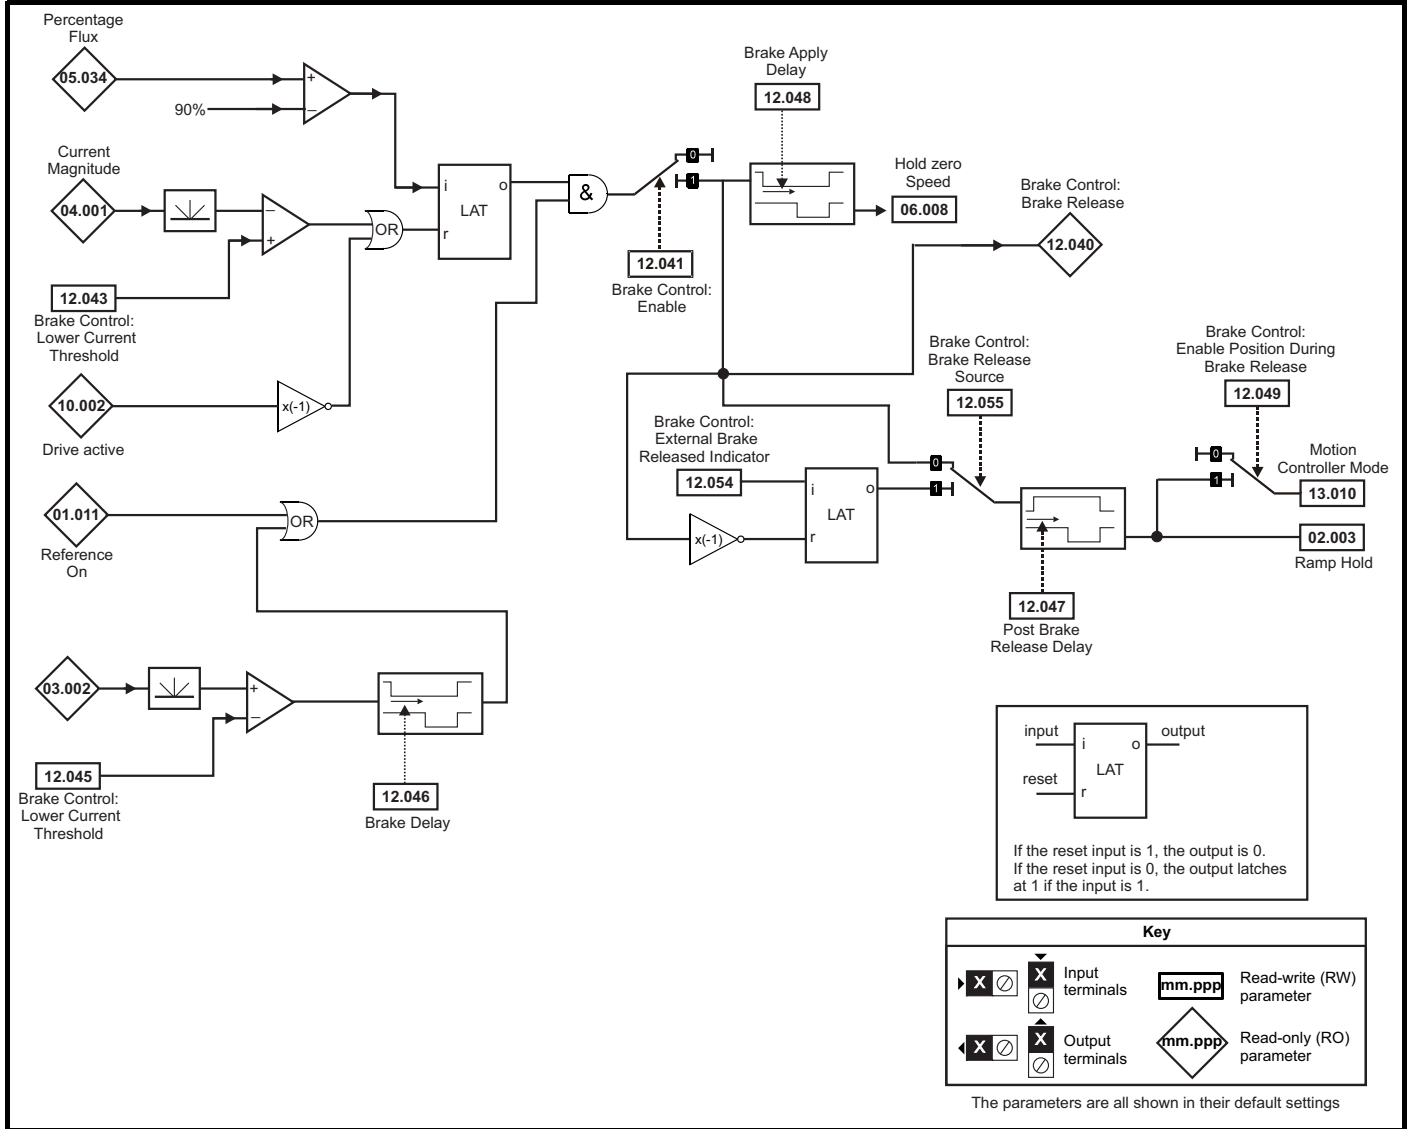 Percentage
Flux
05.034
+
90%
–
Current
Magnitude
04.001
–
+
12.043
Brake Control:
Lower Current
Threshold
OR
i
o
LAT
r
10.002
x(-1)
Drive active
01.011
Reference
On
OR
03.002
+
–
12.045
Brake Control:
Lower Current
Threshold
12.046
Brake Delay
&
0
1
12.041
Brake Control:
Enable
Brake Apply
Delay
12.048
Hold zero
Speed
06.008
Brake Control:
Brake Release
12.040
Brake Control:
External Brake
Released Indicator
12.054
x(-1)
i
o
LAT
r
Brake Control:
Brake Release
Source
12.055
0
1
12.047
Post Brake
Release Delay
Brake Control:
Enable Position During
Brake Release
12.049
0
1
Motion
Controller Mode
13.010
02.003
Ramp Hold
input
i
o
output
LAT
reset
r
If the reset input is 1, the output is 0.
If the reset input is 0, the output latches
at 1 if the input is 1.
Key
X
X
Input
terminals
mm.ppp
Read-write (RW)
parameter
X
X
Output
terminals
mm.ppp
Read-only (RO)
parameter
The parameters are all shown in their default settings